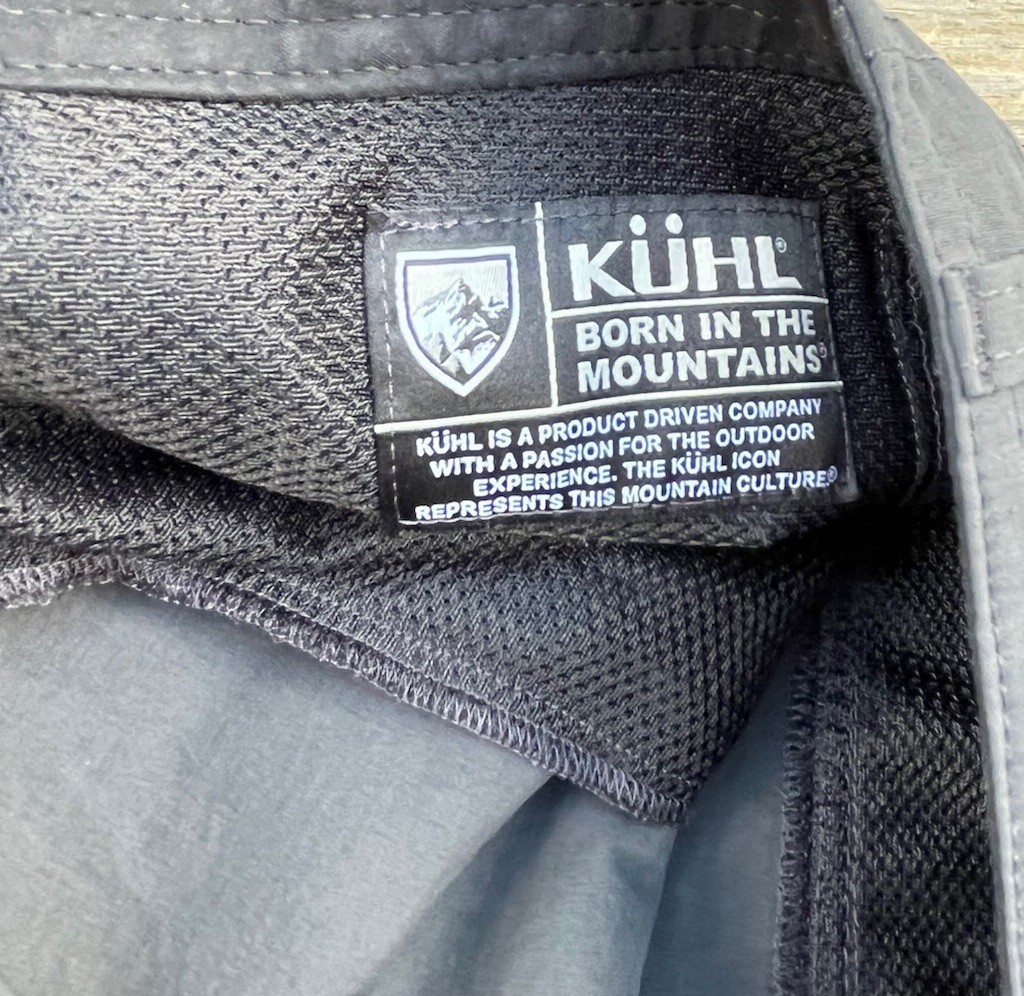 KÜHL®
BORN IN THE
MOUNTAINS®
KÜHL IS A PRODUCT DRIVEN COMPANY
WITH A PASSION FOR THE OUTDOOR
EXPERIENCE. THE KÜHL ICON
REPRESENTS THIS MOUNTAIN CULTURE.®